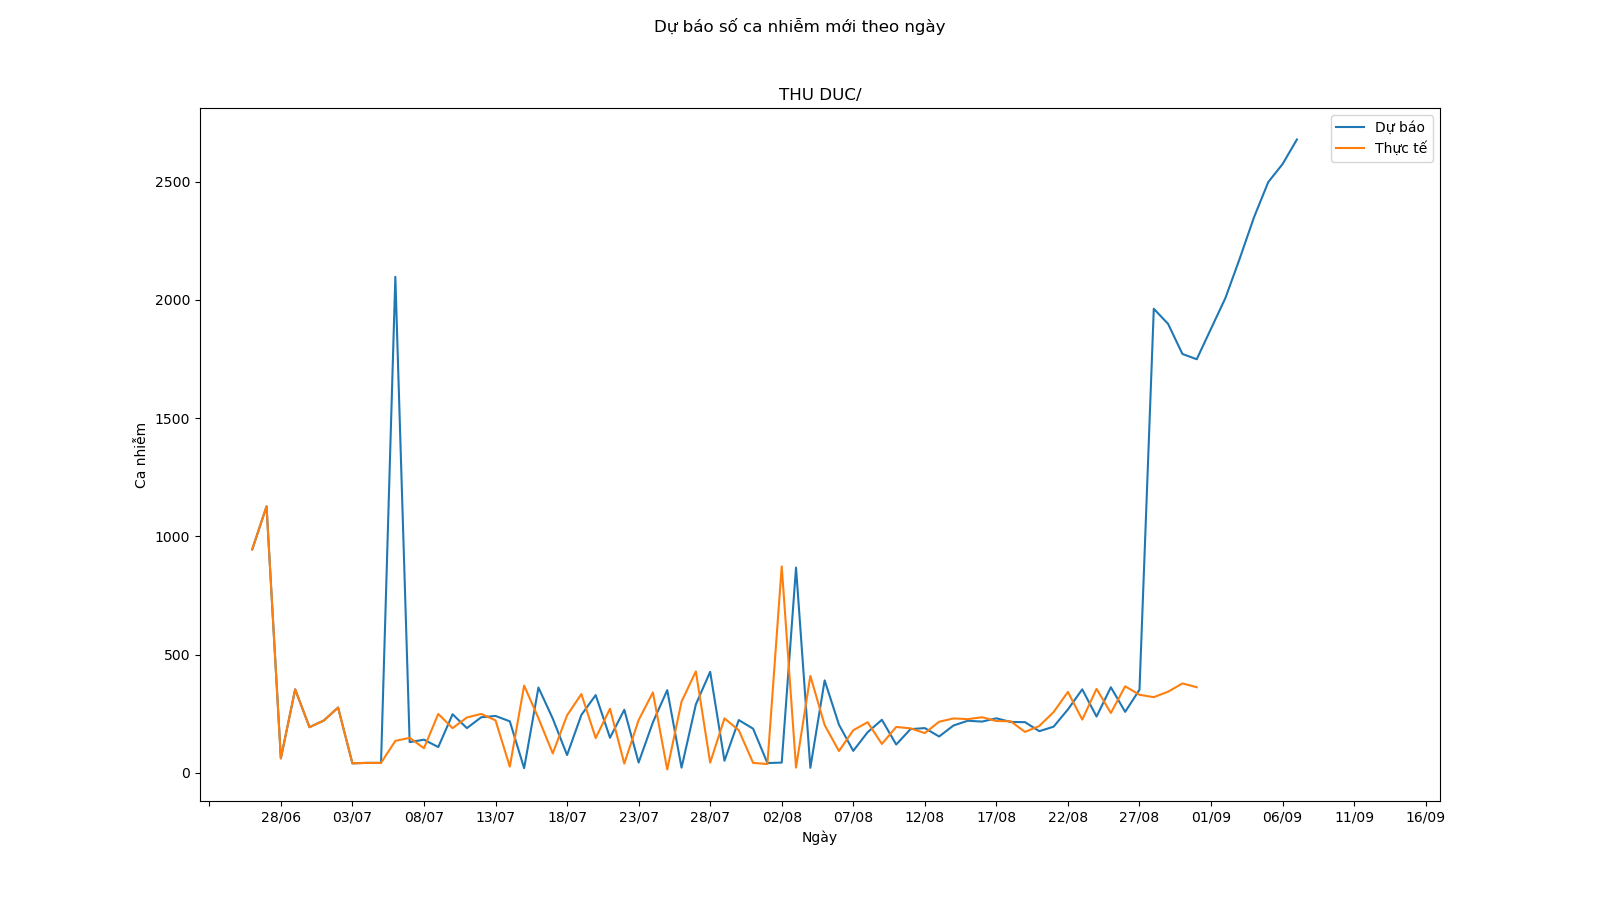 Dự báo số ca nhiễm mới theo ngày
THU DUC/
Dự báo
Thực tế
2500
2000
1500
1000
500
0
Ca nhiễm
28/06 03/07 08/07 13/07 18/07 23/07 28/07 02/08 07/08 12/08 17/08 22/08 27/08 01/09 06/09 11/09 16/09
Ngày